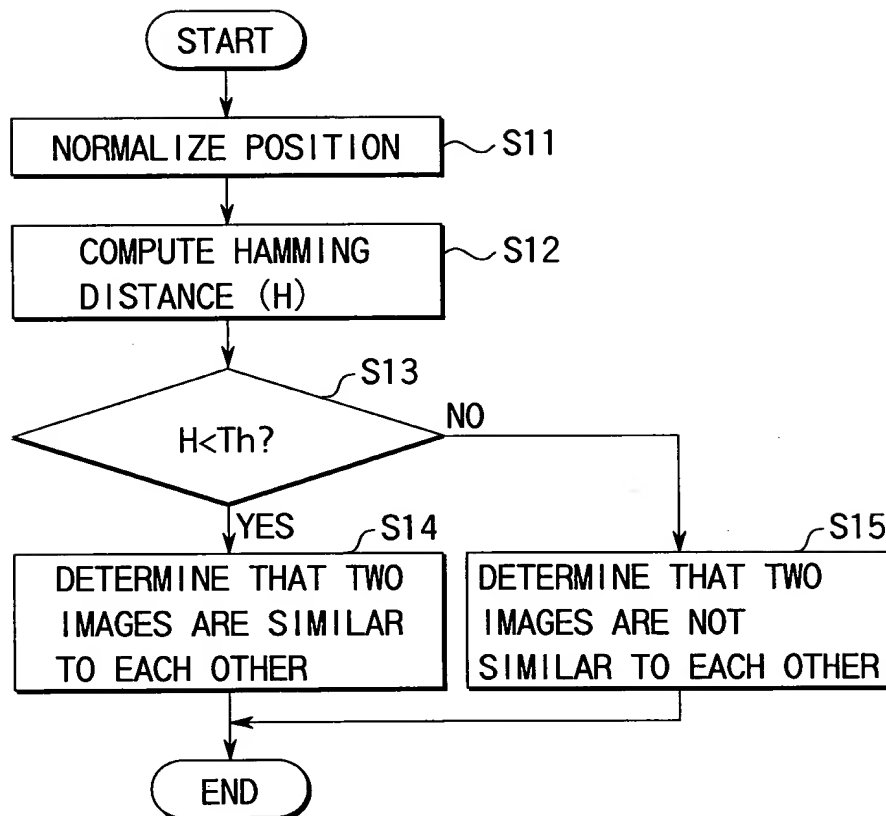 START
NORMALIZE POSITION
S11
COMPUTE HAMMING
DISTANCE (H)
S12
S13
H<Th?
NO
YES
S14
DETERMINE THAT TWO
IMAGES ARE SIMILAR
TO EACH OTHER
S15
DETERMINE THAT TWO
IMAGES ARE NOT
SIMILAR TO EACH OTHER
END